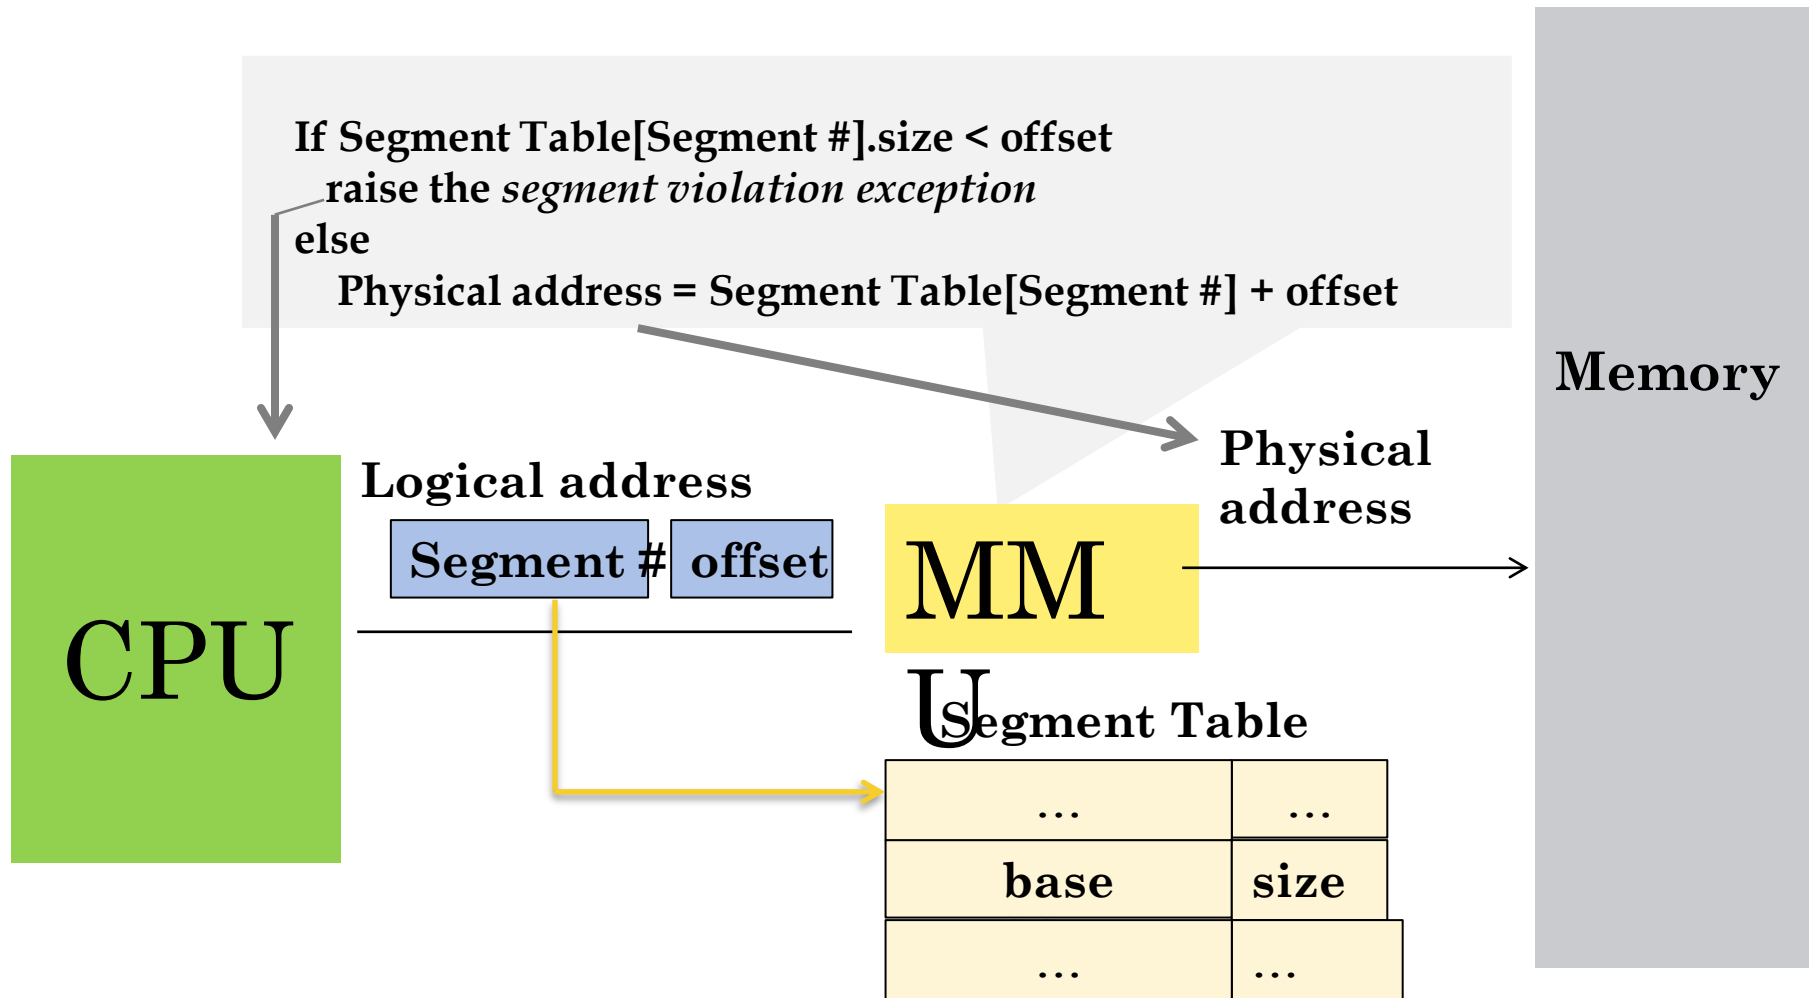 If Segment Table[Segment #].size < offset
raise the segment violation exception
else
Physical address = Segment Table[Segment #] + offset
Memory
Physical
address
Logical address
Segment # offset
CPU
MM
U
Segment Table
... ...
base size
... ...